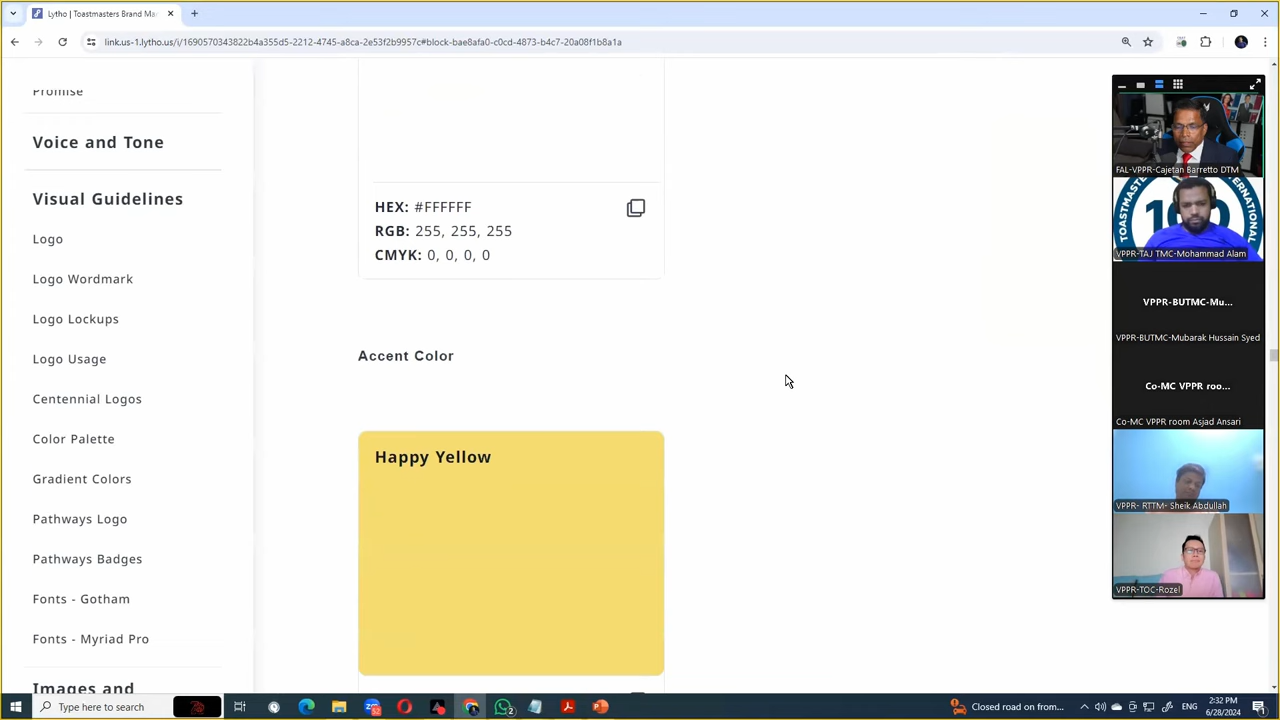 Lytho | Toastmasters Brand Ma
link.us-1.lytho.us/i/1690570343822b4a355d5-2212-4745-a8ca-2e53f2b9957c#block-bae8afa0-c0cd-4873-b4c7-20a08f1b8a1a
Promise
Voice and Tone
Visual Guidelines
Logo
Logo Wordmark
Logo Lockups
Logo Usage
Centennial Logos
Color Palette
Gradient Colors
Pathways Logo
Pathways Badges
Fonts - Gotham
Fonts - Myriad Pro
Images and
HEX: #FFFFFF
RGB: 255, 255, 255
CMYK: 0, 0, 0, 0
Accent Color
Happy Yellow
FAL-VPPR-Cajetan Barretto DTM
TOASTMASTERS INTERNATIONAL
VPPR-TAJ TMC-Mohammad Alam
VPPR-BUTMC-Mu...
VPPR-BUTMC-Mubarak Hussain Syed
Co-MC VPPR roo...
Co-MC VPPR room Asjad Ansari
VPPR- RTTM- Sheik Abdullah
VPPR-TOC-Rozel
Type here to search
Closed road on from...
ENG
2:32 PM
6/28/2024